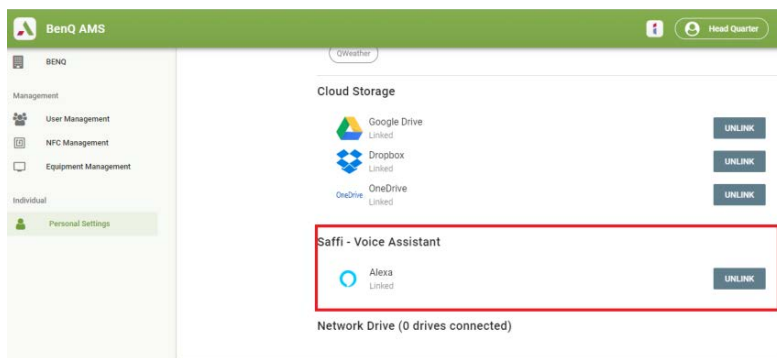 BenQ AMS
Head Quarter
BENQ
Management
User Management
NFC Management
Equipment Management
Individual
Personal Settings
QWeather
Cloud Storage
Google Drive
Linked
UNLINK
Dropbox
Linked
UNLINK
OneDrive
OneDrive
Linked
UNLINK
Saffi - Voice Assistant
Alexa
Linked
UNLINK
Network Drive (0 drives connected)